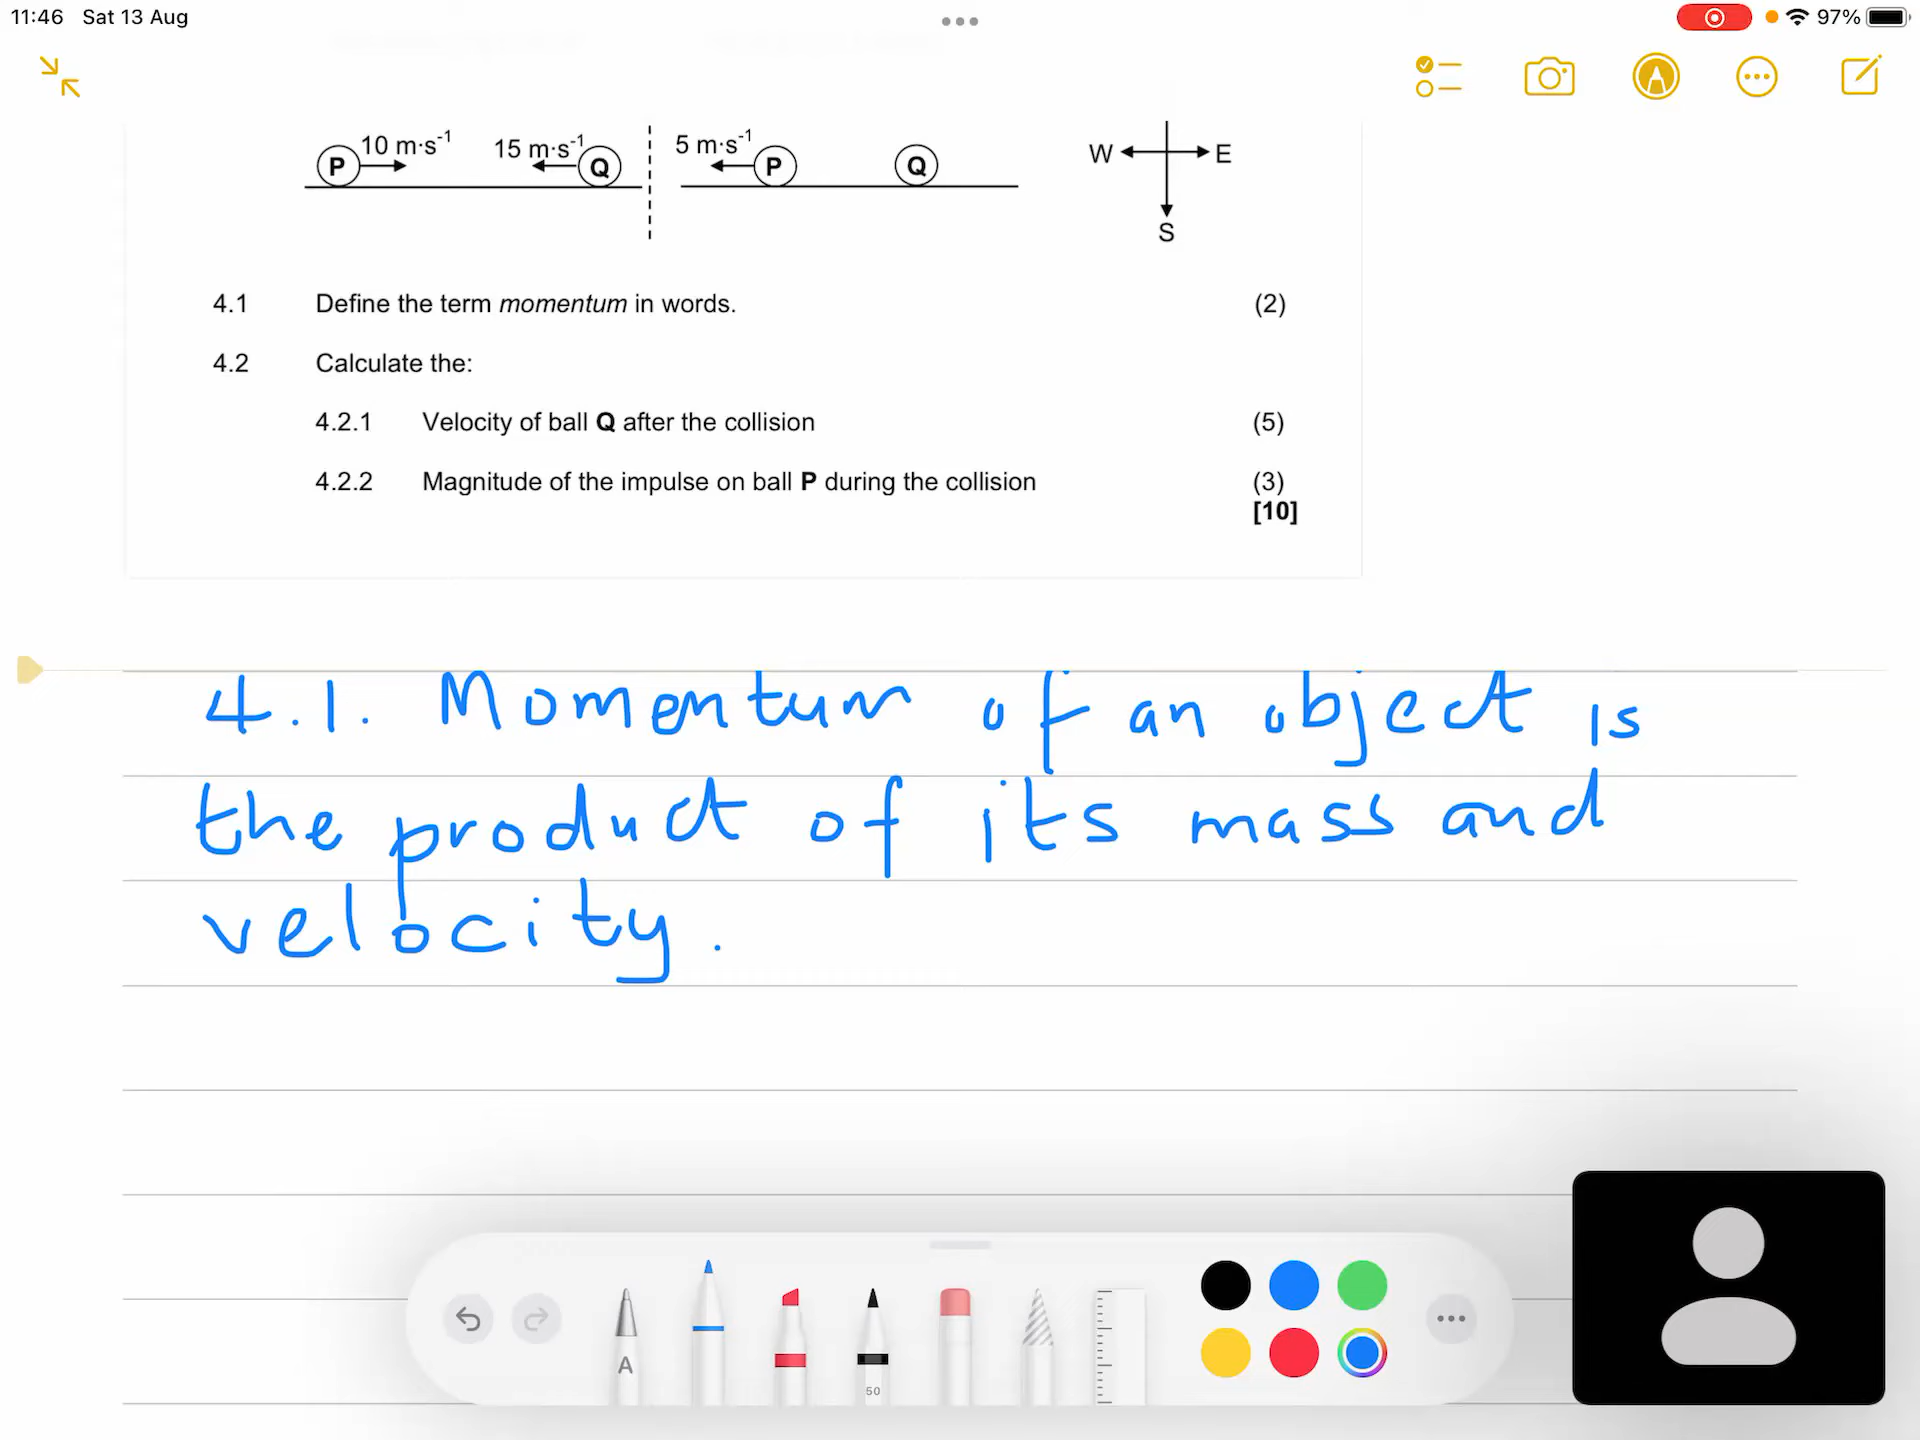 11:46 Sat 13 Aug
97%
10 m·s⁻¹ 15 m·s⁻¹ 5 m·s⁻¹
P Q P Q W E
S
4.1 Define the term momentum in words. (2)
4.2 Calculate the:
4.2.1 Velocity of ball Q after the collision (5)
4.2.2 Magnitude of the impulse on ball P during the collision (3)
[10]
4.1. Momentum of an object is
the product of its mass and
velocity.
A
50